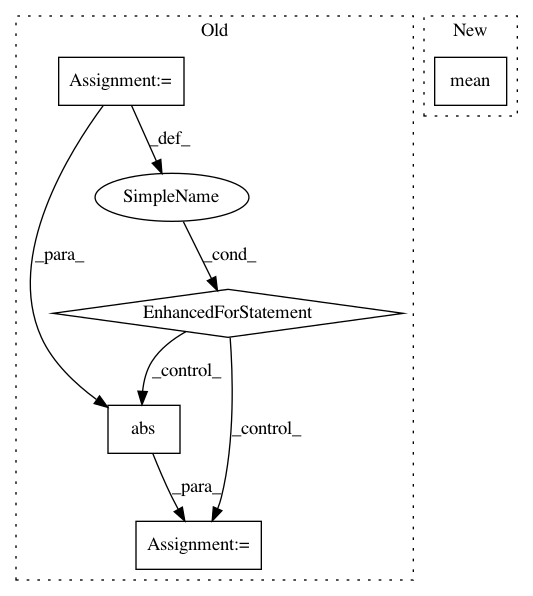 Old
New
Assignment:=
mean
_def_
SimpleName
_para_
_cond_
EnhancedForStatement
_control_
abs
_control_
_para_
Assignment:=